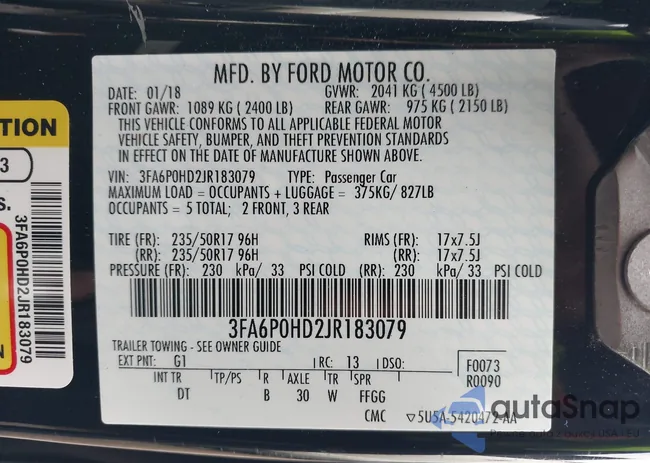 MFD. BY FORD MOTOR CO.
DATE: 01/18 GVWR: 2041 KG ( 4500 LB)
FRONT GAWR: 1089 KG ( 2400 LB) REAR GAWR: 975 KG ( 2150 LB)
THIS VEHICLE CONFORMS TO ALL APPLICABLE FEDERAL MOTOR
VEHICLE SAFETY, BUMPER, AND THEFT PREVENTION STANDARDS
IN EFFECT ON THE DATE OF MANUFACTURE SHOWN ABOVE.
VIN: 3FA6P0HD2JR183079 TYPE: Passenger Car
MAXIMUM LOAD = OCCUPANTS + LUGGAGE = 375KG/ 827LB
OCCUPANTS = 5 TOTAL; 2 FRONT, 3 REAR
TIRE (FR): 235/50R17 96H RIMS (FR): 17x7.5J
(RR): 235/50R17 96H (RR): 17x7.5J
PRESSURE (FR): 230 kPa/ 33 PSI COLD (RR): 230 kPa/ 33 PSI COLD
3FA6P0HD2JR183079
TRAILER TOWING - SEE OWNER GUIDE
EXT PNT: G1 RC: 13 DSO: F0073
R0090
INT TR TP/PS R AXLE TR SPR
DT B 30 W FFGG
CMC ▽5U5A-5420472-AA
TION
3
S.
3FA6P0HD2JR183079
N
autoSnap